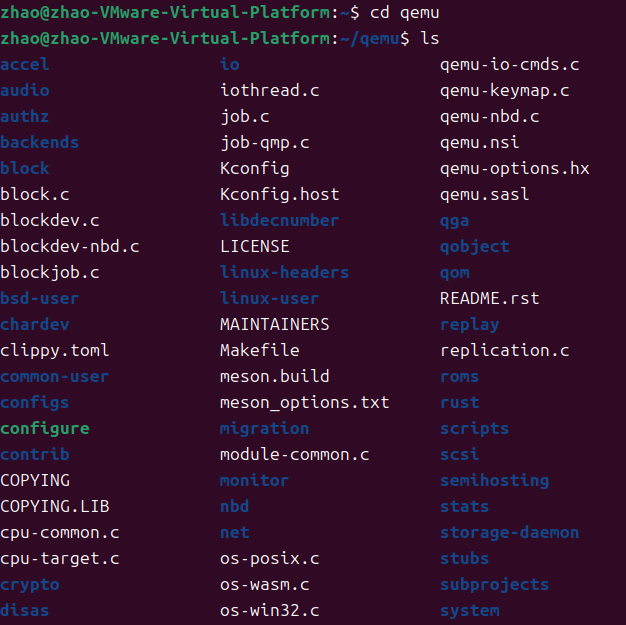 zhao@zhao-VMware-Virtual-Platform:~$ cd qemu
zhao@zhao-VMware-Virtual-Platform:~/qemu$ ls
accel io qemu-io-cmds.c
audio iothread.c qemu-keymap.c
authz job.c qemu-nbd.c
backends job-qmp.c qemu.nsi
block Kconfig qemu-options.hx
block.c Kconfig.host qemu.sasl
blockdev.c libdecnumber qga
blockdev-nbd.c LICENSE qobject
blockjob.c linux-headers qom
bsd-user linux-user README.rst
chardev MAINTAINERS replay
clippy.toml Makefile replication.c
common-user meson.build roms
configs meson_options.txt rust
configure migration scripts
contrib module-common.c scsi
COPYING monitor semihosting
COPYING.LIB nbd stats
cpu-common.c net storage-daemon
cpu-target.c os-posix.c stubs
crypto os-wasm.c subprojects
disas os-win32.c system